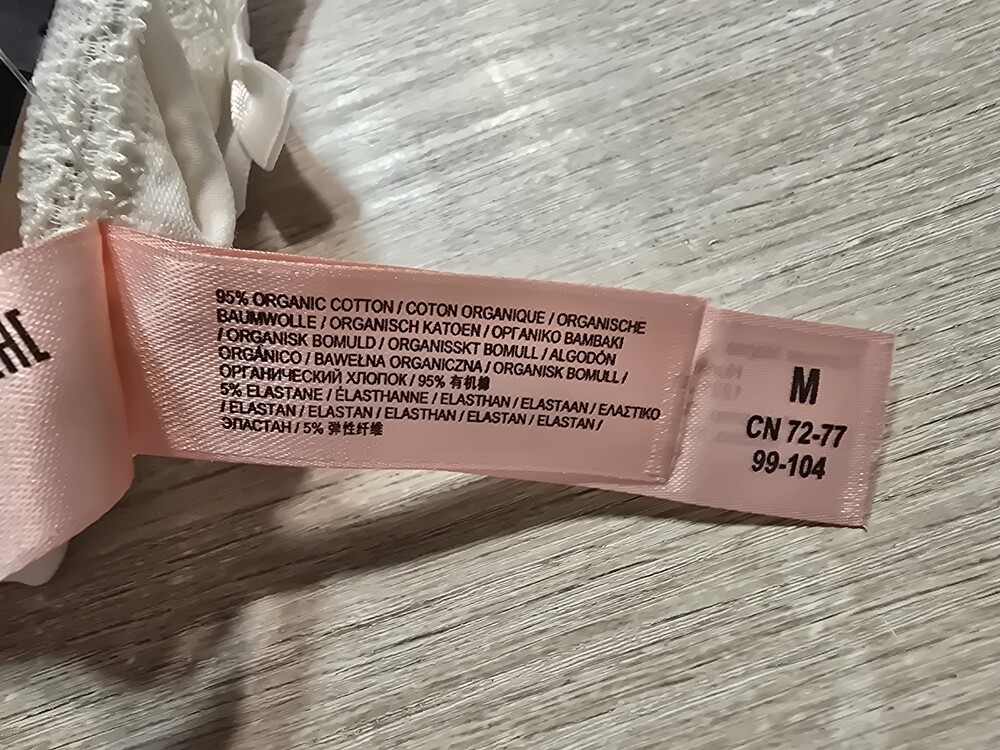 95% ORGANIC COTTON / COTON ORGANIQUE / ORGANISCHE
BAUMWOLLE / ORGANISCH KATOEN / ΟΡΓΑΝΙΚΟ ΒΑΜΒΑΚΙ
/ ORGANISK BOMULD / ORGANISSKT BOMULL / ALGODÓN
ORGÂNICO / BAWEŁNA ORGANICZNA / ORGANISK BOMULL /
ОРГАНИЧЕСКИЙ ХЛОПОК / 95% 有机棉
5% ELASTANE / ÉLASTHANNE / ELASTHAN / ELASTAAN / ΕΛΑΣΤΙΚΟ
/ ELASTAN / ELASTAN / ELASTHAN / ELASTAN / ELASTAN /
ЭЛАСТАН / 5% 弹性纤维
M
CN 72-77
99-104